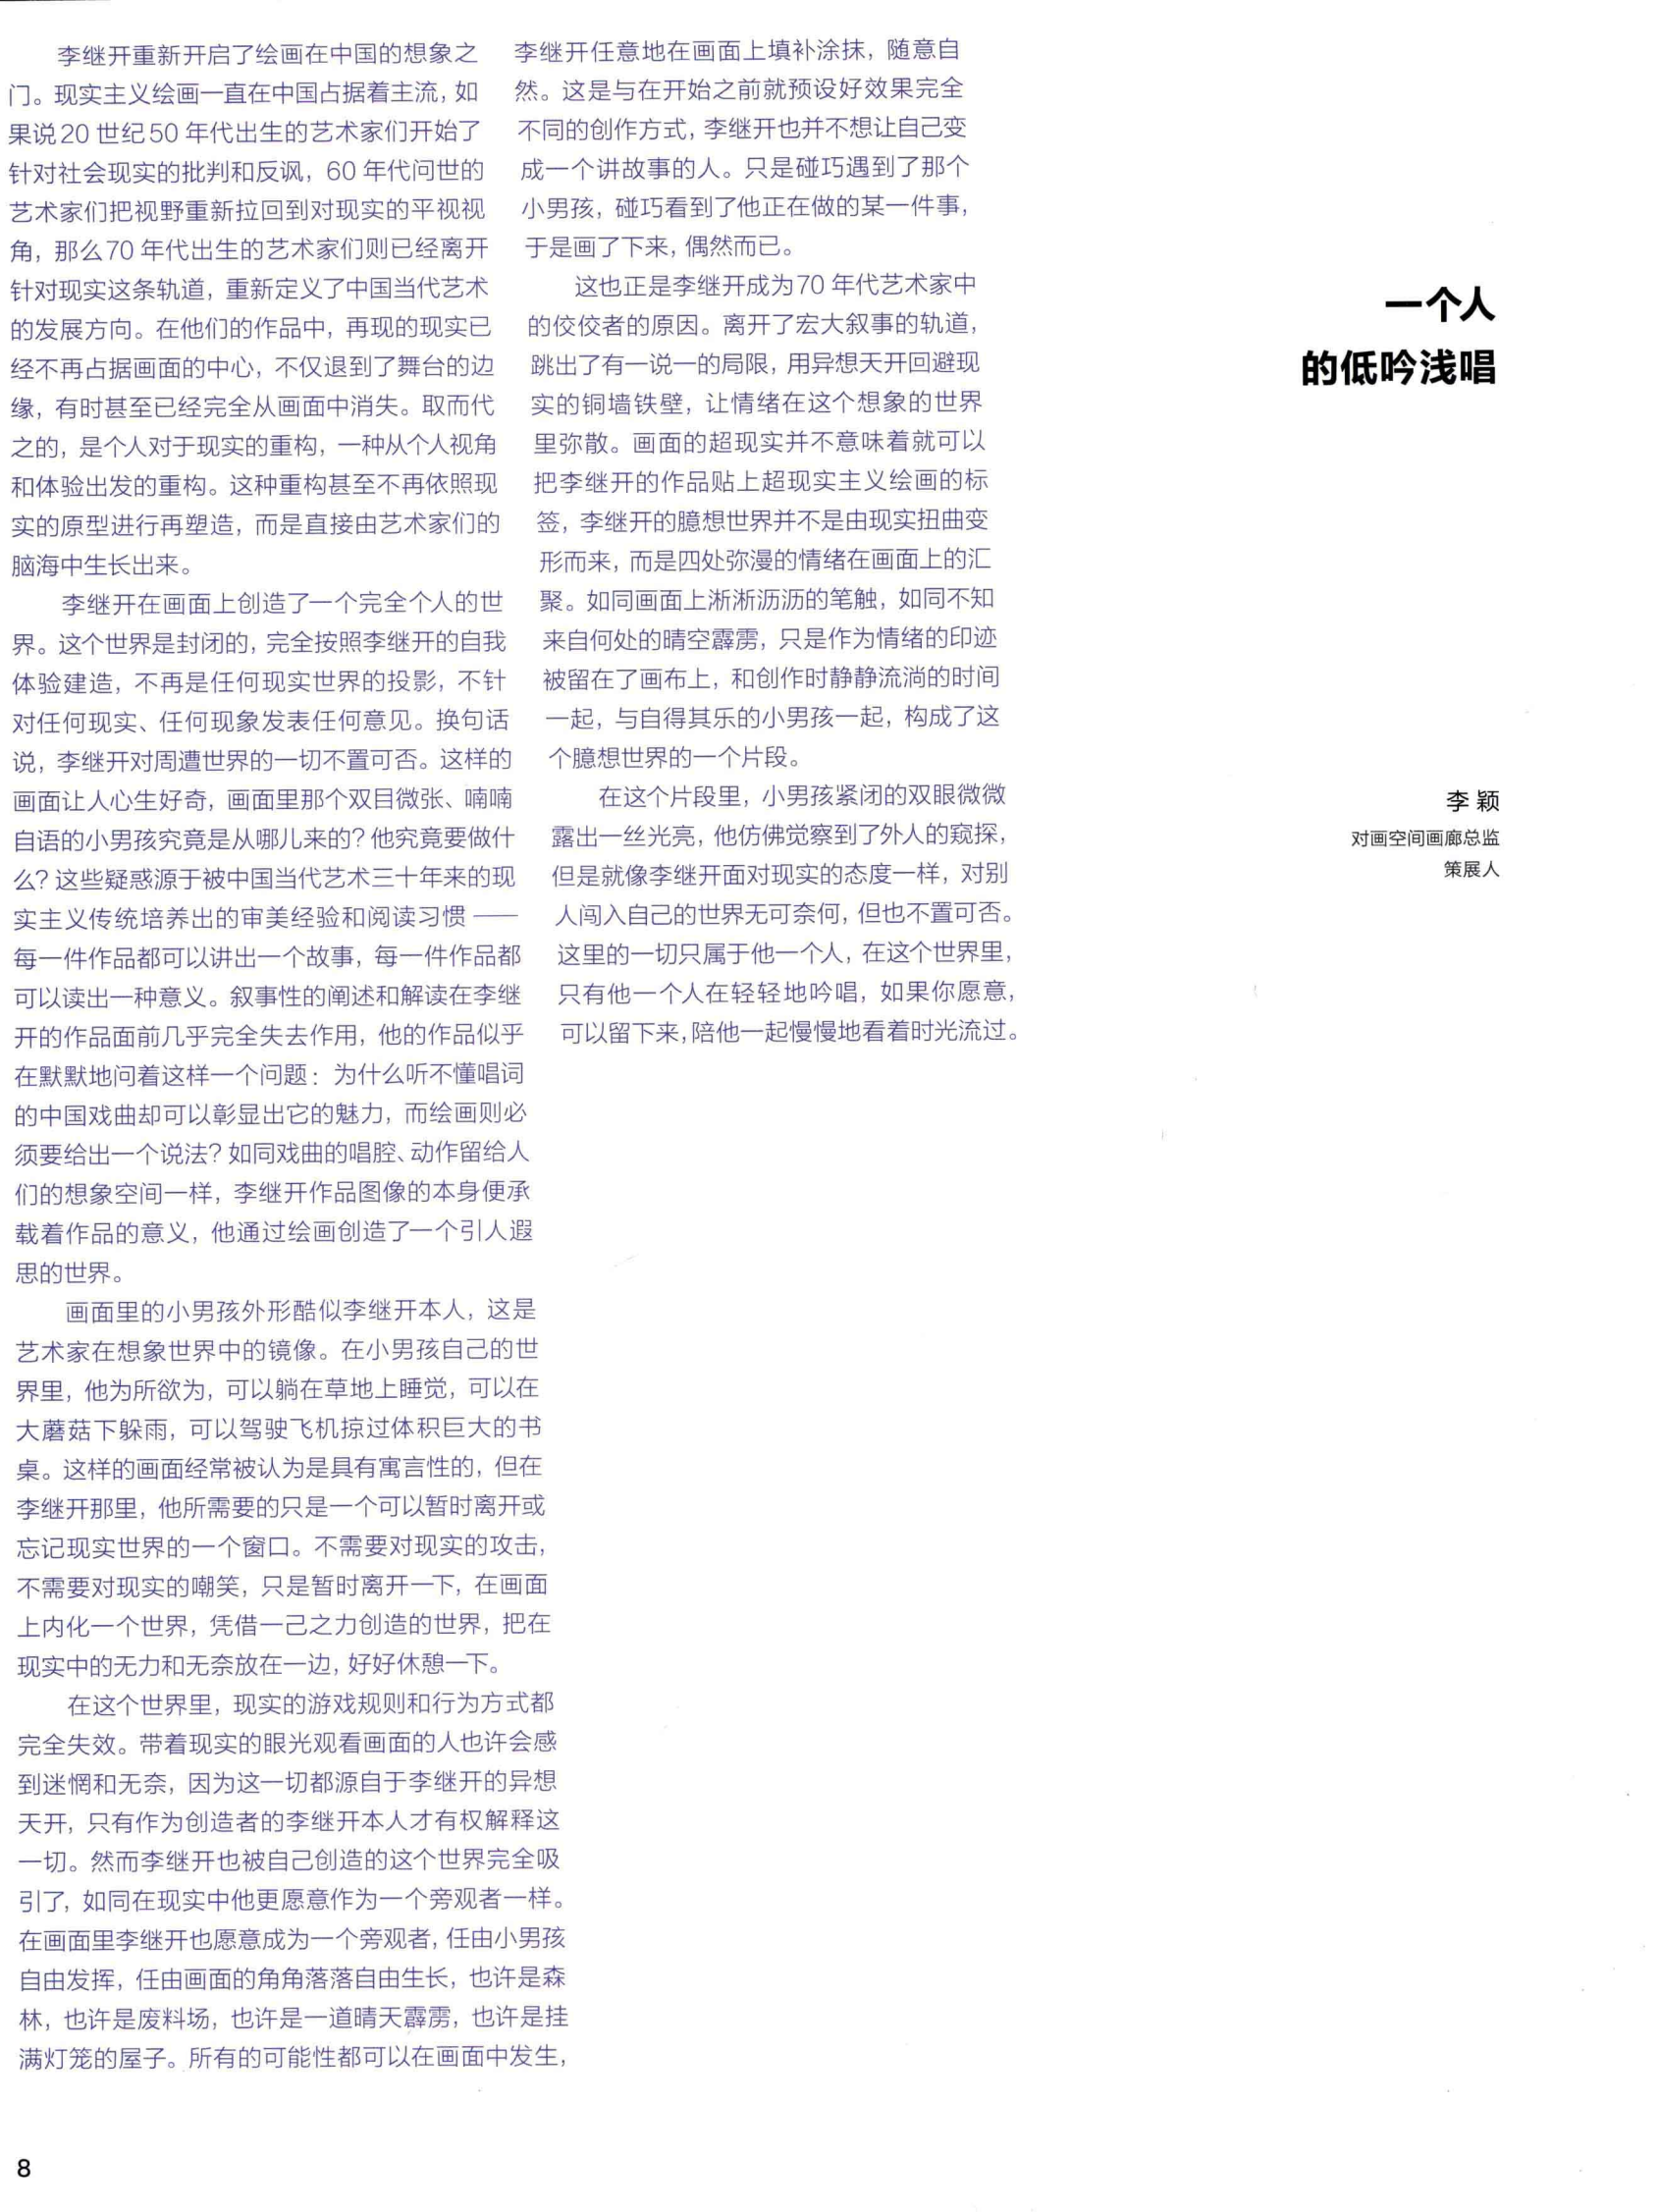 一个人
的低吟浅唱
李 颖
对画空间画廊总监
策展人
李继开重新开启了绘画在中国的想象之
门。现实主义绘画一直在中国占据着主流，如
果说20 世纪50 年代出生的艺术家们开始了
针对社会现实的批判和反讽，60 年代问世的
艺术家们把视野重新拉回到对现实的平视视
角，那么70 年代出生的艺术家们则已经离开
针对现实这条轨道，重新定义了中国当代艺术
的发展方向。在他们的作品中，再现的现实已
经不再占据画面的中心，不仅退到了舞台的边
缘，有时甚至已经完全从画面中消失。取而代
之的，是个人对于现实的重构，一种从个人视角
和体验出发的重构。这种重构甚至不再依照现
实的原型进行再塑造，而是直接由艺术家们的
脑海中生长出来。
李继开在画面上创造了一个完全个人的世
界。这个世界是封闭的，完全按照李继开的自我
体验建造，不再是任何现实世界的投影，不针
对任何现实、任何现象发表任何意见。换句话
说，李继开对周遭世界的一切不置可否。这样的
画面让人心生好奇，画面里那个双目微张、喃喃
自语的小男孩究竟是从哪儿来的？他究竟要做什
么？这些疑惑源于被中国当代艺术三十年来的现
实主义传统培养出的审美经验和阅读习惯 ——
每一件作品都可以讲出一个故事，每一件作品都
可以读出一种意义。叙事性的阐述和解读在李继
开的作品面前几乎完全失去作用，他的作品似乎
在默默地问着这样一个问题：为什么听不懂唱词
的中国戏曲却可以彰显出它的魅力，而绘画则必
须要给出一个说法？如同戏曲的唱腔、动作留给人
们的想象空间一样，李继开作品图像的本身便承
载着作品的意义，他通过绘画创造了一个引人遐
思的世界。
画面里的小男孩外形酷似李继开本人，这是
艺术家在想象世界中的镜像。在小男孩自己的世
界里，他为所欲为，可以躺在草地上睡觉，可以在
大蘑菇下躲雨，可以驾驶飞机掠过体积巨大的书
桌。这样的画面经常被认为是具有寓言性的，但在
李继开那里，他所需要的只是一个可以暂时离开或
忘记现实世界的一个窗口。不需要对现实的攻击，
不需要对现实的嘲笑，只是暂时离开一下，在画面
上内化一个世界，凭借一己之力创造的世界，把在
现实中的无力和无奈放在一边，好好休憩一下。
在这个世界里，现实的游戏规则和行为方式都
完全失效。带着现实的眼光观看画面的人也许会感
到迷惘和无奈，因为这一切都源自于李继开的异想
天开，只有作为创造者的李继开本人才有权解释这
一切。然而李继开也被自己创造的这个世界完全吸
引了，如同在现实中他更愿意作为一个旁观者一样。
在画面里李继开也愿意成为一个旁观者，任由小男孩
自由发挥，任由画面的角角落落自由生长，也许是森
林，也许是废料场，也许是一道晴天霹雳，也许是挂
满灯笼的屋子。所有的可能性都可以在画面中发生，
李继开任意地在画面上填补涂抹，随意自
然。这是与在开始之前就预设好效果完全
不同的创作方式，李继开也并不想让自己变
成一个讲故事的人。只是碰巧遇到了那个
小男孩，碰巧看到了他正在做的某一件事，
于是画了下来，偶然而已。
这也正是李继开成为70 年代艺术家中
的佼佼者的原因。离开了宏大叙事的轨道，
跳出了有一说一的局限，用异想天开回避现
实的铜墙铁壁，让情绪在这个想象的世界
里弥散。画面的超现实并不意味着就可以
把李继开的作品贴上超现实主义绘画的标
签，李继开的臆想世界并不是由现实扭曲变
形而来，而是四处弥漫的情绪在画面上的汇
聚。如同画面上淅淅沥沥的笔触，如同不知
来自何处的晴空霹雳，只是作为情绪的印迹
被留在了画布上，和创作时静静流淌的时间
一起，与自得其乐的小男孩一起，构成了这
个臆想世界的一个片段。
在这个片段里，小男孩紧闭的双眼微微
露出一丝光亮，他仿佛觉察到了外人的窥探，
但是就像李继开面对现实的态度一样，对别
人闯入自己的世界无可奈何，但也不置可否。
这里的一切只属于他一个人，在这个世界里，
只有他一个人在轻轻地吟唱，如果你愿意，
可以留下来，陪他一起慢慢地看着时光流过。
8